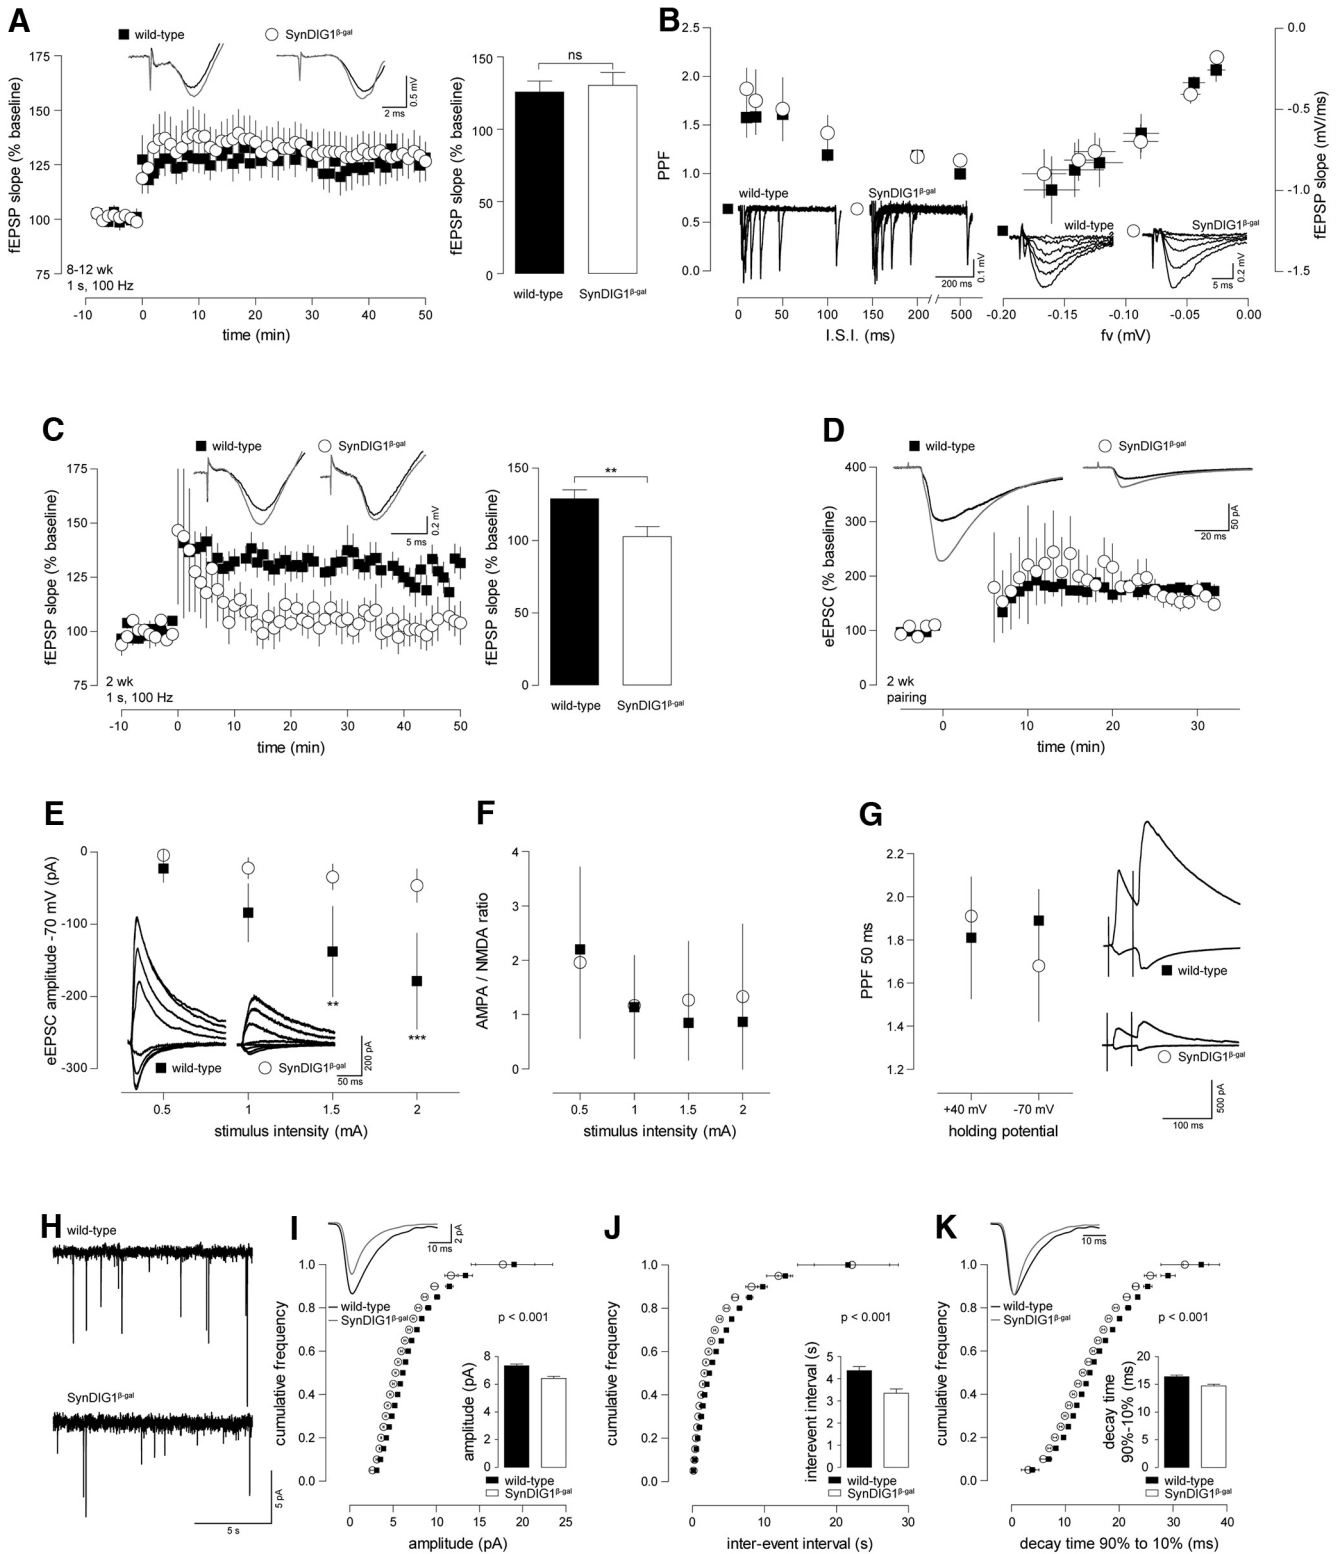 A
wild-type
SynDIG1β-gal
175
150
125
100
75
fEPSP slope (% baseline)
0.5 mV
2 ms
8-12 wk
1 s, 100 Hz
-10 0 10 20 30 40 50
time (min)
150
100
50
0
fEPSP slope (% baseline)
ns
wild-type SynDIG1β-gal
B
2.5
2.0
1.5
1.0
0.5
0.0
PPF
wild-type
SynDIG1β-gal
0.1 mV
200 ms
0 50 100 150 200 500
I.S.I. (ms)
0.0
-0.5
-1.0
-1.5
fEPSP slope (mV/ms)
wild-type
SynDIG1β-gal
0.2 mV
5 ms
-0.20 -0.15 -0.10 -0.05 0.00
fv (mV)
C
wild-type
SynDIG1β-gal
175
150
125
100
75
fEPSP slope (% baseline)
0.2 mV
5 ms
2 wk
1 s, 100 Hz
-10 0 10 20 30 40 50
time (min)
150
100
50
0
fEPSP slope (% baseline)
**
wild-type SynDIG1β-gal
D
wild-type
SynDIG1β-gal
400
300
200
100
0
eEPSC (% baseline)
50 pA
20 ms
2 wk
pairing
0 10 20 30
time (min)
E
0
-100
-200
-300
eEPSC amplitude -70 mV (pA)
**
***
wild-type
SynDIG1β-gal
200 pA
50 ms
0.5 1 1.5 2
stimulus intensity (mA)
F
4
3
2
1
0
AMPA / NMDA ratio
0.5 1 1.5 2
stimulus intensity (mA)
G
2.2
2.0
1.8
1.6
1.4
1.2
PPF 50 ms
+40 mV -70 mV
holding potential
wild-type
SynDIG1β-gal
500 pA
100 ms
H
wild-type
SynDIG1β-gal
5 pA
5 s
I
2 pA
10 ms
1.0
0.8
0.6
0.4
0.2
0.0
cumulative frequency
wild-type
SynDIG1β-gal
p < 0.001
8
6
4
2
0
amplitude (pA)
wild-type
SynDIG1β-gal
0 5 10 15 20 25
amplitude (pA)
J
1.0
0.8
0.6
0.4
0.2
0.0
cumulative frequency
p < 0.001
5
4
3
2
1
0
interevent interval (s)
wild-type
SynDIG1β-gal
0 10 20 30
inter-event interval (s)
K
10 ms
1.0
0.8
0.6
0.4
0.2
0.0
cumulative frequency
wild-type
SynDIG1β-gal
p < 0.001
20
15
10
5
0
decay time
90%-10% (ms)
wild-type
SynDIG1β-gal
0 10 20 30 40
decay time 90% to 10% (ms)